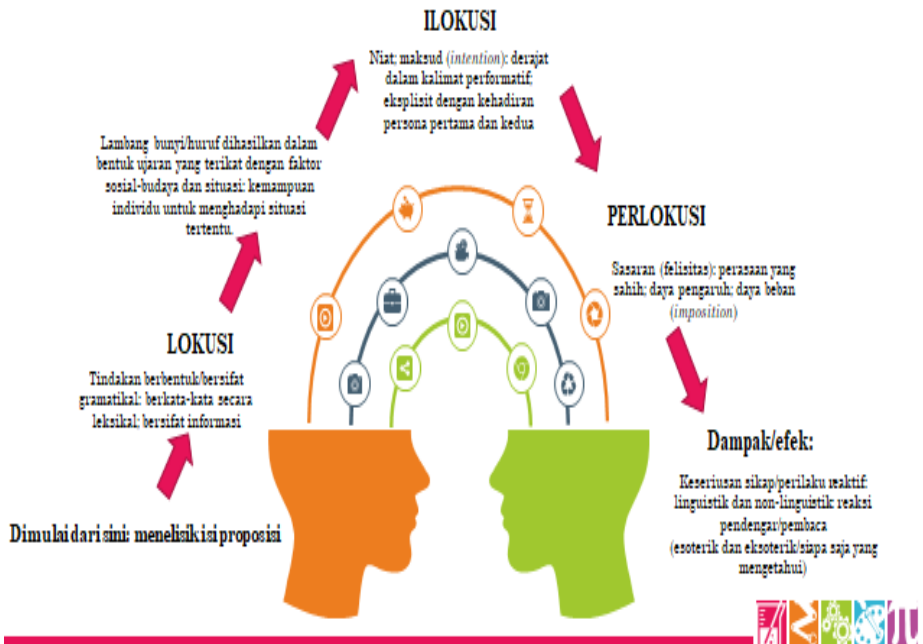 ILOKUSI
Niat; maksud (intention): derajat
dalam kalimat performatif;
eksplisit dengan kehadiran
persona pertama dan kedua
Lambang bunyi/huruf dihasilkan dalam
bentuk ujaran yang terikat dengan faktor
sosial-budaya dan situasi: kemampuan
individu untuk menghadapi situasi
tertentu.
LOKUSI
Tindakan berbentuk/bersifat
gramatikal: berkata-kata secara
leksikal; bersifat informasi
Dimulai dari sini: menelisik isi proposisi
PERLOKUSI
Sasaran (felisitas): perasaan yang
sahih; daya pengaruh; daya beban
(imposition)
Dampak/efek:
Keseriusan sikap/perilaku reaktif:
linguistik dan non-linguistik: reaksi
pendengar/pembaca
(esoterik dan eksoterik/siapa saja yang
mengetahui)